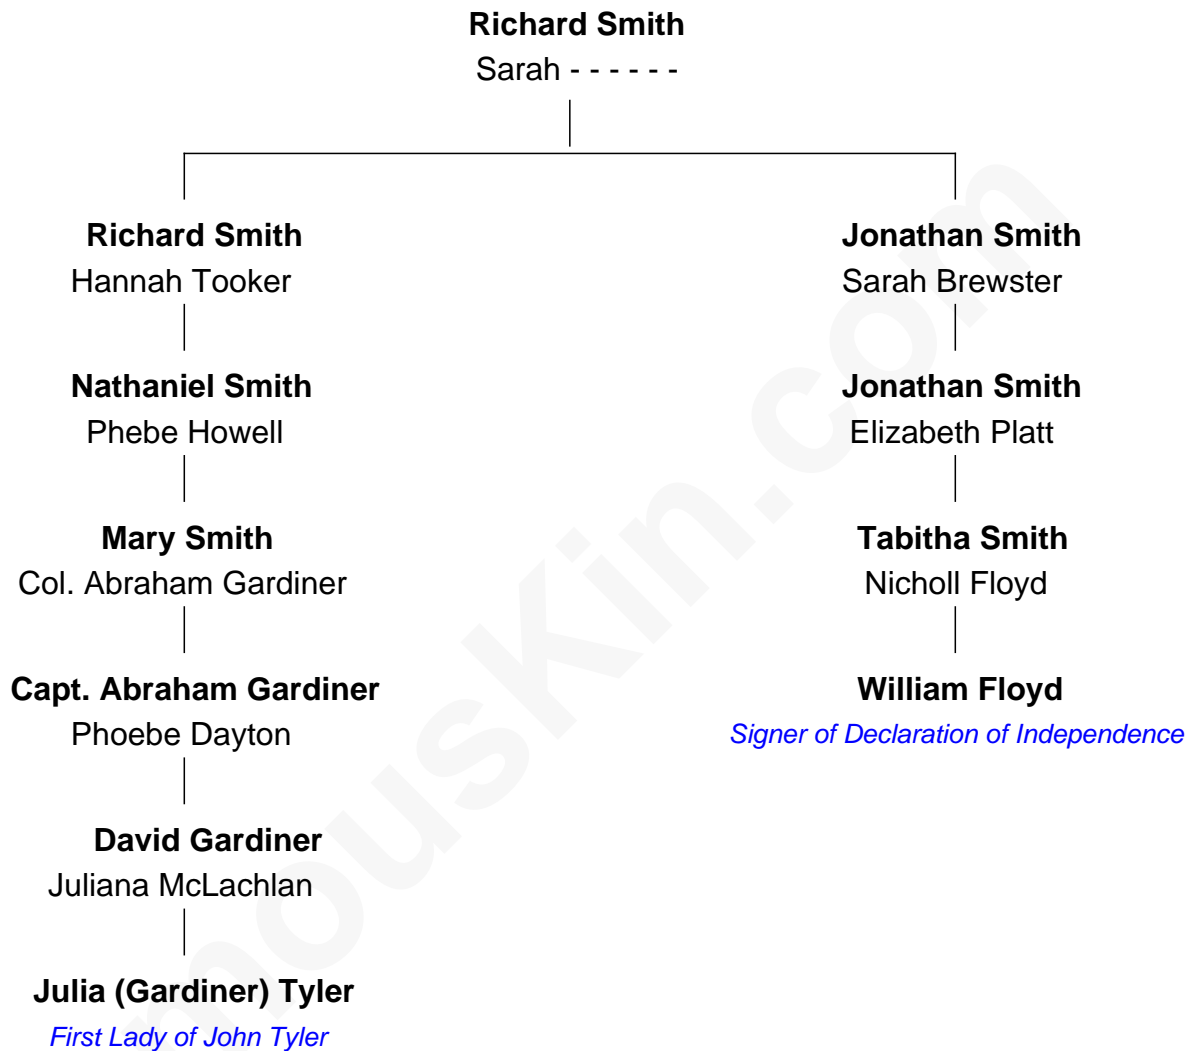 Richard Smith
Sarah - - - - - -
Richard Smith
Hannah Tooker
Jonathan Smith
Sarah Brewster
Nathaniel Smith
Phebe Howell
Jonathan Smith
Elizabeth Platt
Mary Smith
Col. Abraham Gardiner
Tabitha Smith
Nicholl Floyd
Capt. Abraham Gardiner
Phoebe Dayton
William Floyd
Signer of Declaration of Independence
David Gardiner
Juliana McLachlan
Julia (Gardiner) Tyler
First Lady of John Tyler
mousKin.com